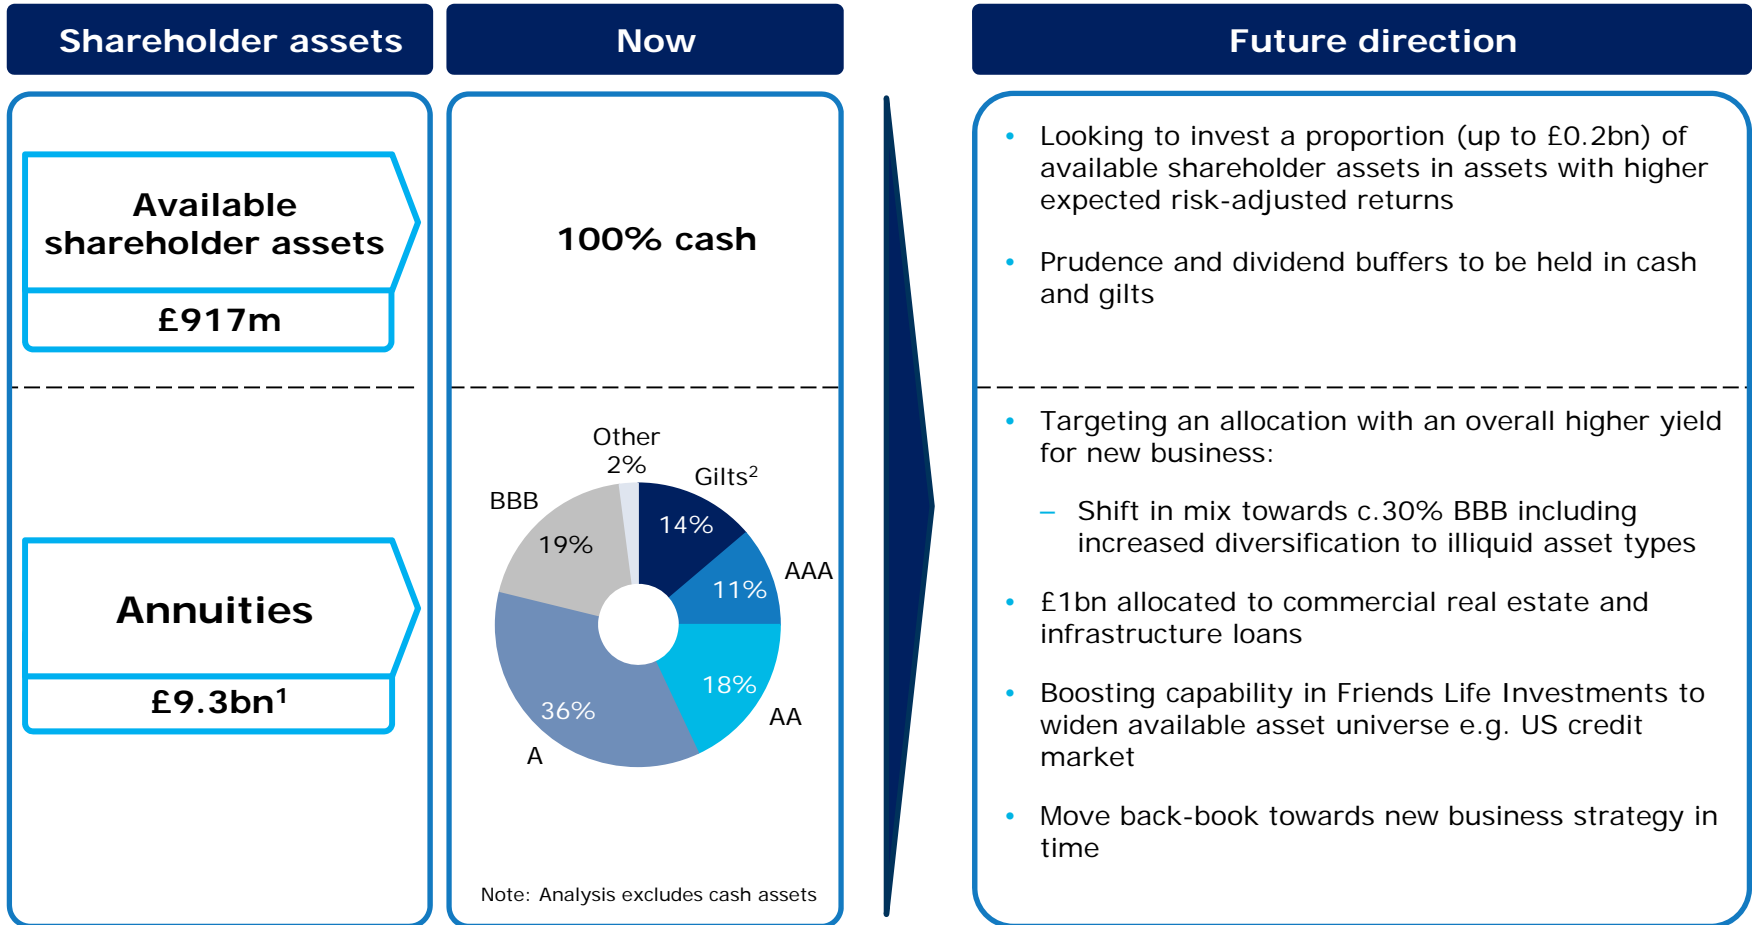 Shareholder assets
Now
Future direction
Available
shareholder assets
£917m
100% cash
• Looking to invest a proportion (up to £0.2bn) of
available shareholder assets in assets with higher
expected risk-adjusted returns
• Prudence and dividend buffers to be held in cash
and gilts
Annuities
£9.3bn¹
Other
2%
Gilts²
14%
AAA
11%
AA
18%
A
36%
BBB
19%
Note: Analysis excludes cash assets
• Targeting an allocation with an overall higher yield
for new business:
– Shift in mix towards c.30% BBB including
increased diversification to illiquid asset types
• £1bn allocated to commercial real estate and
infrastructure loans
• Boosting capability in Friends Life Investments to
widen available asset universe e.g. US credit
market
• Move back-book towards new business strategy in
time